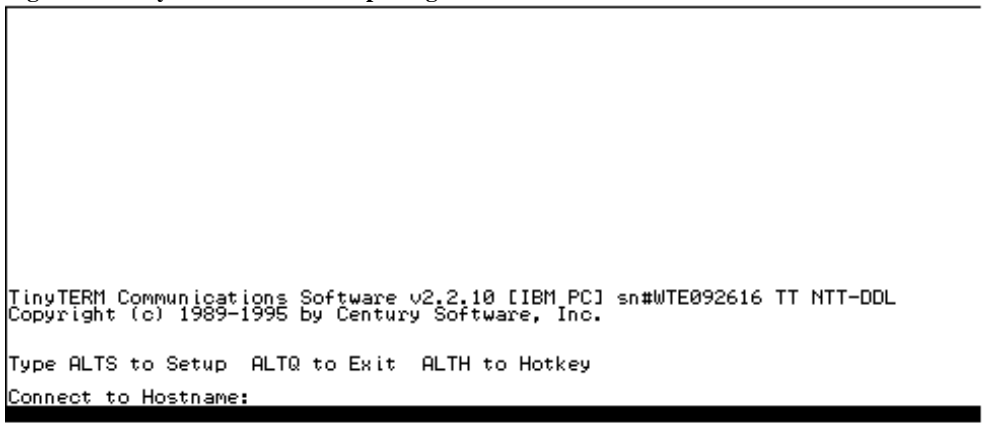 TinyTERM Communications Software v2.2.10 [IBM PC] sn#WTE092616 TT NTT-DDL
Copyright (c) 1989-1995 by Century Software, Inc.
Type ALTS to Setup ALTQ to Exit ALTH to Hotkey
Connect to Hostname: